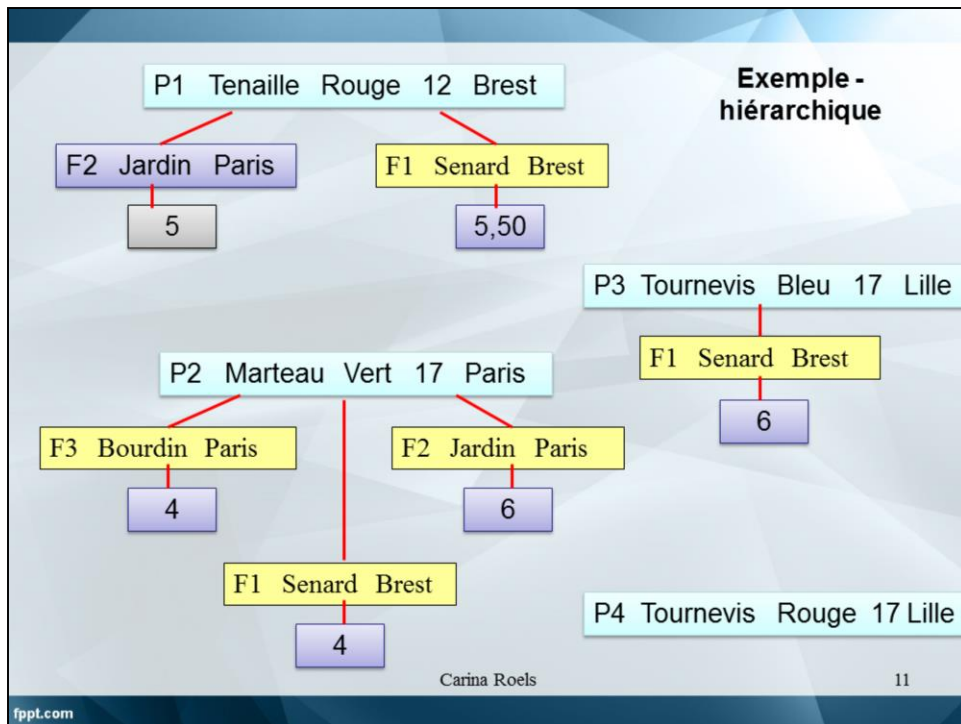 Exemple -
hiérarchique
P1 Tenaille Rouge 12 Brest
F2 Jardin Paris
F1 Senard Brest
5
5,50
P3 Tournevis Bleu 17 Lille
F1 Senard Brest
6
P2 Marteau Vert 17 Paris
F3 Bourdin Paris
F2 Jardin Paris
4
6
F1 Senard Brest
4
P4 Tournevis Rouge 17 Lille
Carina Roels
11
fppt.com